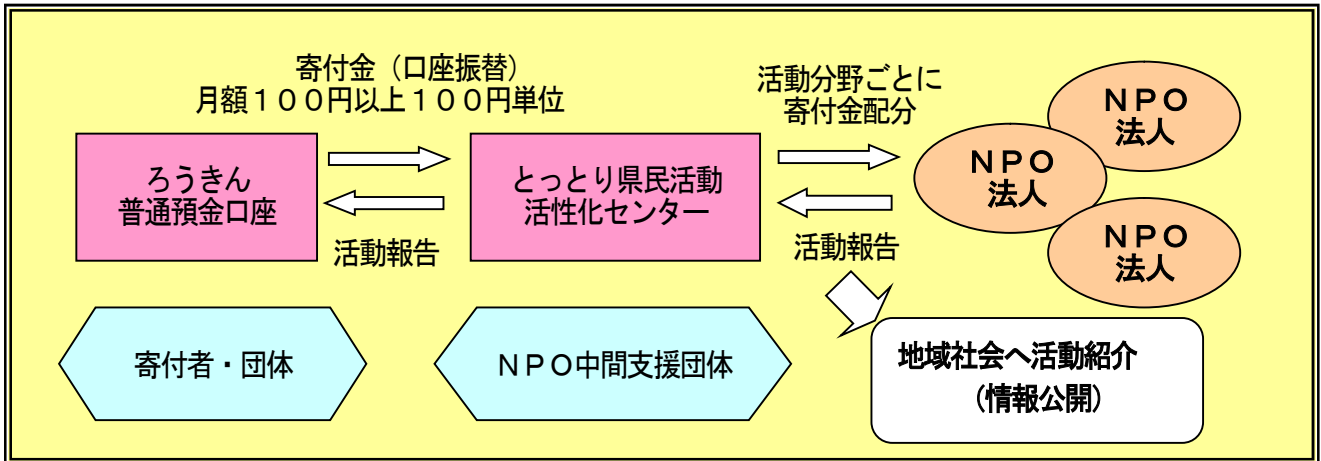 寄付金（口座振替）
月額１００円以上１００円単位
活動分野ごとに
寄付金配分
ろうきん
普通預金口座
とっとり県民活動
活性化センター
ＮＰＯ
法人
ＮＰＯ
法人
ＮＰＯ
法人
活動報告
活動報告
寄付者・団体
ＮＰＯ中間支援団体
地域社会へ活動紹介
（情報公開）